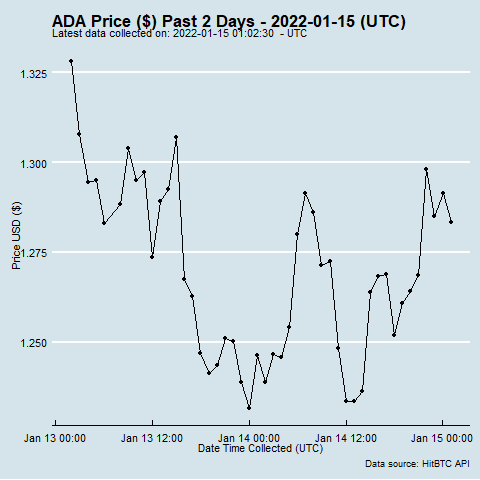 ADA Price ($) Past 2 Days - 2022-01-15 (UTC)
Latest data collected on: 2022-01-15 01:02:30 - UTC
1.325
1.300
1.275
1.250
Price USD ($)
Jan 13 00:00 Jan 13 12:00 Jan 14 00:00 Jan 14 12:00 Jan 15 00:00
Date Time Collected (UTC)
Data source: HitBTC API